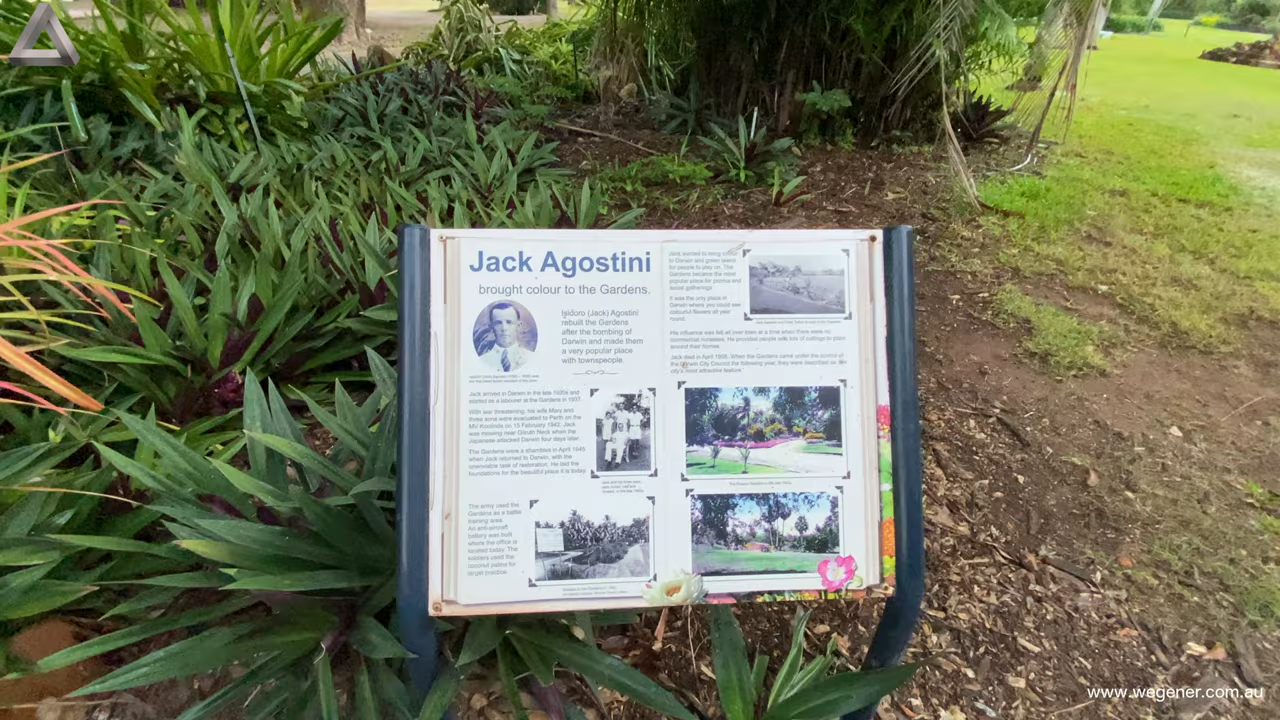 Jack Agostini
brought colour to the Gardens.
Isidoro (Jack) Agostini
rebuilt the Gardens
after the bombing of
Darwin and made them
a very popular place
with townspeople.
Jack arrived in Darwin in the late 1920s and
started as a labourer at the Gardens in 1937.
With war threatening, his wife Mary and
three sons were evacuated to Perth on the
MV Koolinda on 15 February 1942. Jack
was missing near Gunn Neck when the
Japanese attacked Darwin four days later.
The Gardens were a shambles in April 1945
when Jack returned to Darwin, with the
unenviable task of restoration. He laid the
foundations for the beautiful place it is today.
The army used the
Gardens as a battle
training area.
An anti-aircraft
battery was built
where the office is
located today. The
soldiers used the
coconut palms for
target practice.
Jack wanted to bring colour
to Darwin and green lawns
for people to play on. The
Gardens became the most
popular place for picnics and
social gatherings.
It was the only place in
Darwin where you could see
colourful flowers all year
round.
His influence was felt all over town at a time when there were no
commercial nurseries. He provided people with lots of cuttings to plant
around their homes.
Jack died in April 1956. When the Gardens came under the control of
the Darwin City Council the following year, they were described as 'the
city's most attractive feature.'
www.wegener.com.au